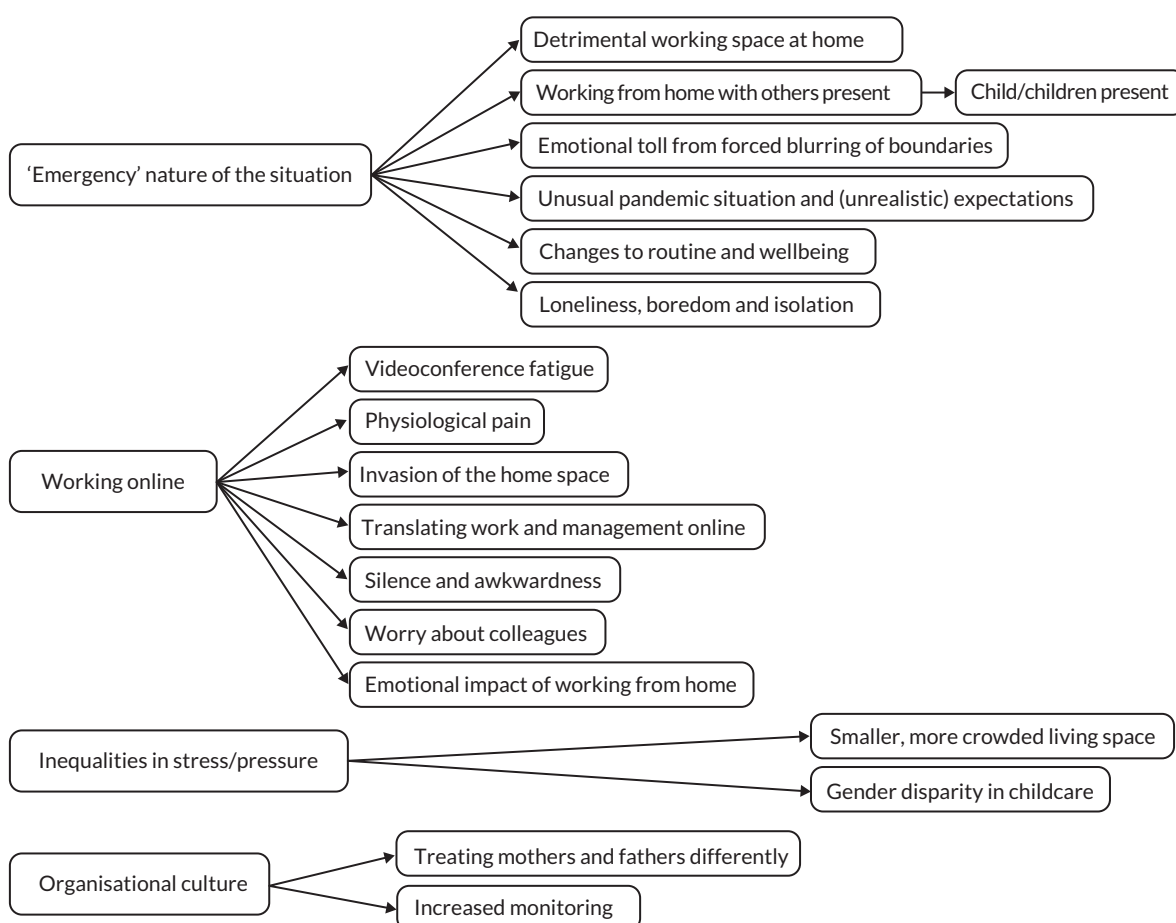 ‘Emergency’ nature of the situation
Detrimental working space at home
Working from home with others present
Child/children present
Emotional toll from forced blurring of boundaries
Unusual pandemic situation and (unrealistic) expectations
Changes to routine and wellbeing
Loneliness, boredom and isolation
Working online
Videoconference fatigue
Physiological pain
Invasion of the home space
Translating work and management online
Silence and awkwardness
Worry about colleagues
Emotional impact of working from home
Inequalities in stress/pressure
Smaller, more crowded living space
Gender disparity in childcare
Organisational culture
Treating mothers and fathers differently
Increased monitoring